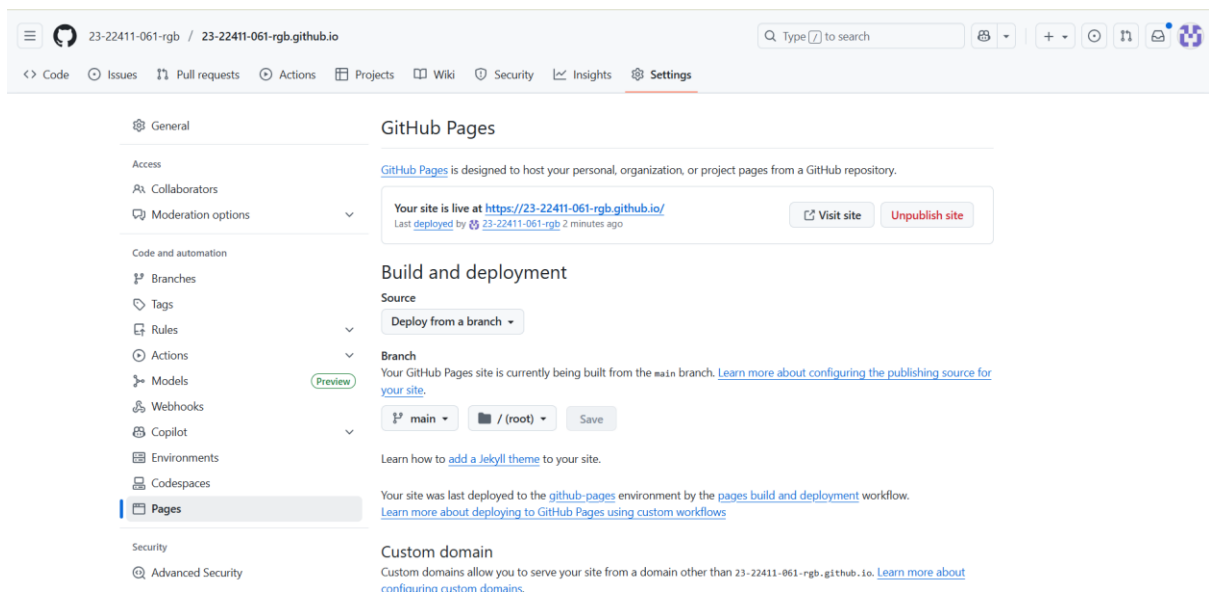 23-22411-061-rgb / 23-22411-061-rgb.github.io
Type / to search
Code Issues Pull requests Actions Projects Wiki Security Insights Settings
General
Access
Collaborators
Moderation options
Code and automation
Branches
Tags
Rules
Actions
Models Preview
Webhooks
Copilot
Environments
Codespaces
Pages
Security
Advanced Security
GitHub Pages
GitHub Pages is designed to host your personal, organization, or project pages from a GitHub repository.
Your site is live at https://23-22411-061-rgb.github.io/
Last deployed by 23-22411-061-rgb 2 minutes ago
Visit site Unpublish site
Build and deployment
Source
Deploy from a branch
Branch
Your GitHub Pages site is currently being built from the main branch. Learn more about configuring the publishing source for
your site.
main / (root) Save
Learn how to add a Jekyll theme to your site.
Your site was last deployed to the github-pages environment by the pages build and deployment workflow.
Learn more about deploying to GitHub Pages using custom workflows
Custom domain
Custom domains allow you to serve your site from a domain other than 23-22411-061-rgb.github.io. Learn more about
configuring custom domains.